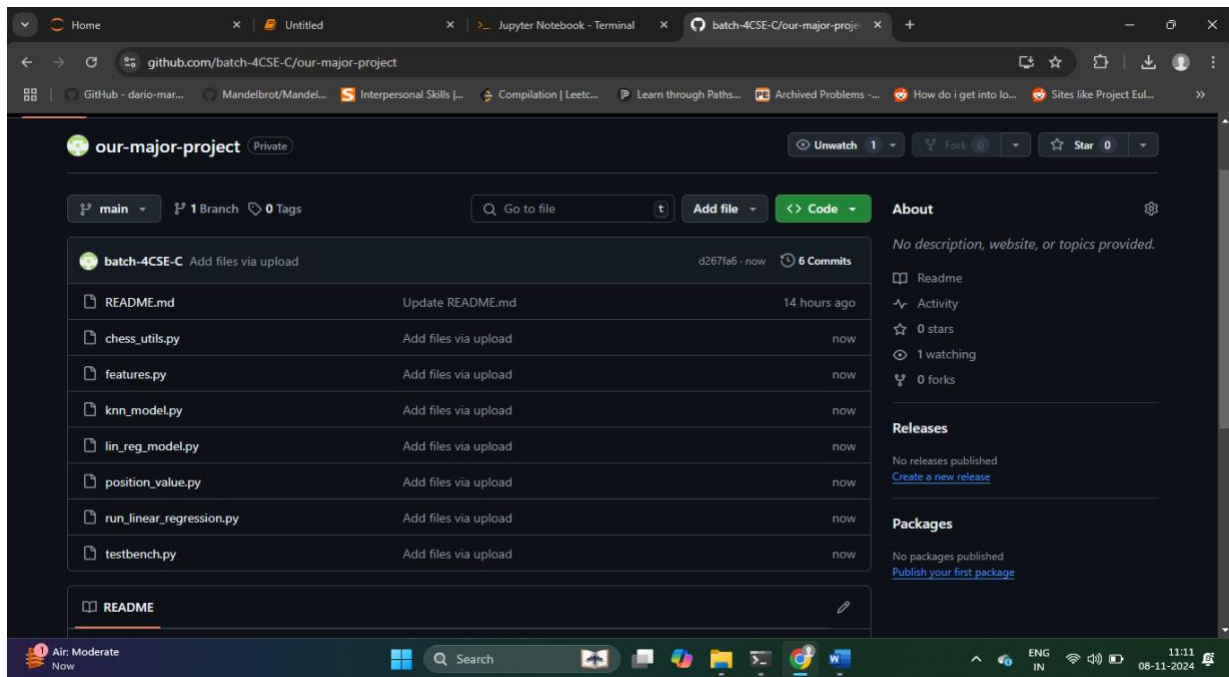 Home
Untitled
Jupyter Notebook - Terminal
batch-4CSE-C/our-major-proje
github.com/batch-4CSE-C/our-major-project
GitHub - dario-mar...
Mandelbrot/Mandel...
Interpersonal Skills |...
Compilation | Leetc...
Learn through Paths...
PE Archived Problems -...
How do i get into lo...
Sites like Project Eul...
our-major-project Private
Unwatch 1
Fork 0
Star 0
main
1 Branch
0 Tags
Go to file t
Add file
<> Code
batch-4CSE-C Add files via upload d267fa6 · now 6 Commits
README.md Update README.md 14 hours ago
chess_utils.py Add files via upload now
features.py Add files via upload now
knn_model.py Add files via upload now
lin_reg_model.py Add files via upload now
position_value.py Add files via upload now
run_linear_regression.py Add files via upload now
testbench.py Add files via upload now
README
About
No description, website, or topics provided.
Readme
Activity
0 stars
1 watching
0 forks
Releases
No releases published
Create a new release
Packages
No packages published
Publish your first package
1
Air: Moderate
Now
Search
ENG
IN
11:11
08-11-2024